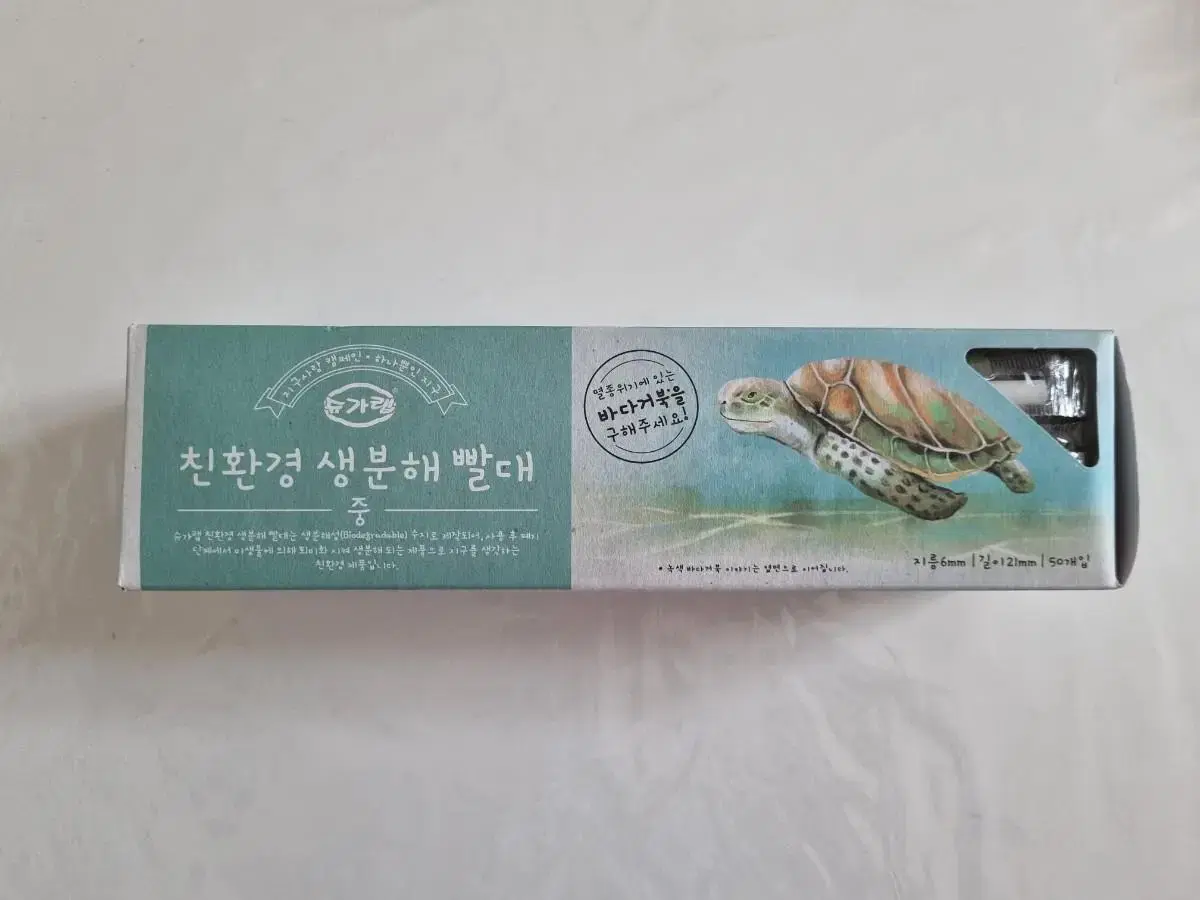 지구사랑 캠페인 • 하나뿐인 지구
슈가랩®
친환경 생분해 빨대
중
슈가랩 친환경 생분해 빨대는 생분해성(Biodegradable) 수지로 제작되어, 사용 후 폐기
단계에서 미생물에 의해 퇴비화 시켜 생분해 되는 제품으로 지구를 생각하는
친환경 제품입니다.
멸종위기에 있는
바다거북을
구해주세요!
• 녹색 바다거북 이야기는 옆면으로 이어집니다.
지름6mm | 길이21mm | 50개입